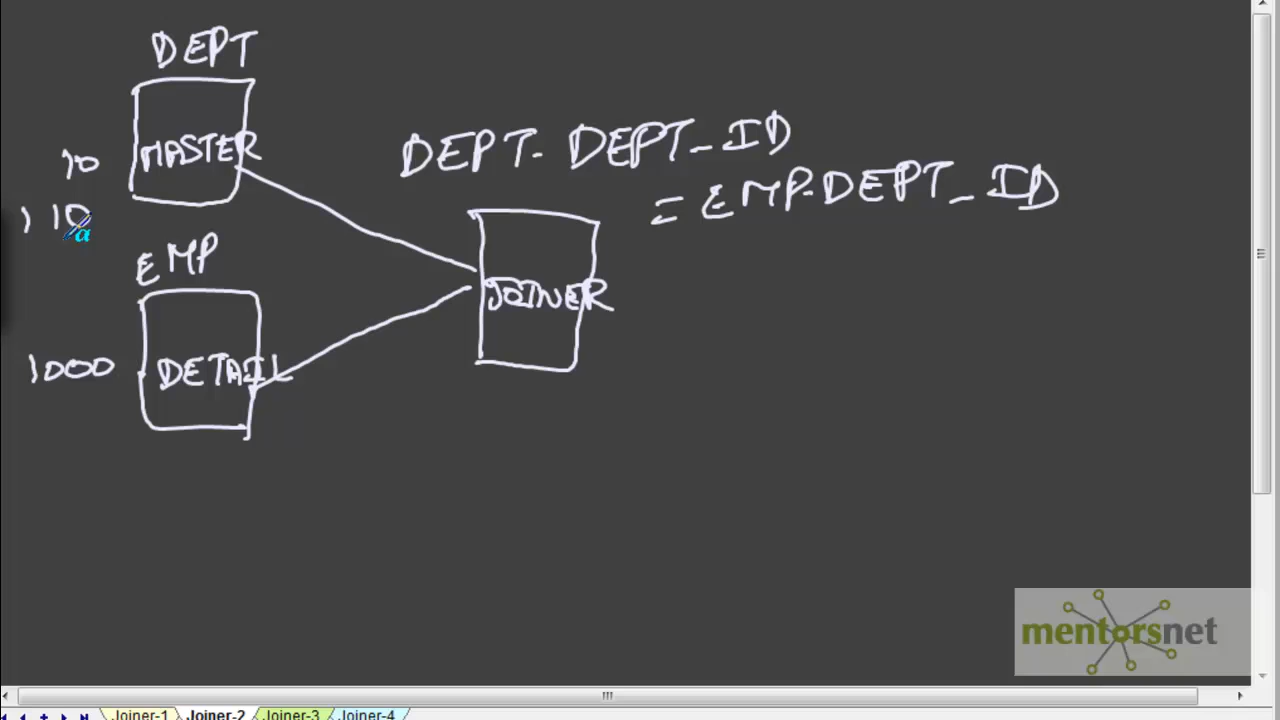 DEPT
MASTER
10
DEPT. DEPT_ID
= EMP.DEPT_ID
EMP
JOINER
1000
DETAIL
mentorsnet
Joiner-1
Joiner-2
Joiner-3
Joiner-4